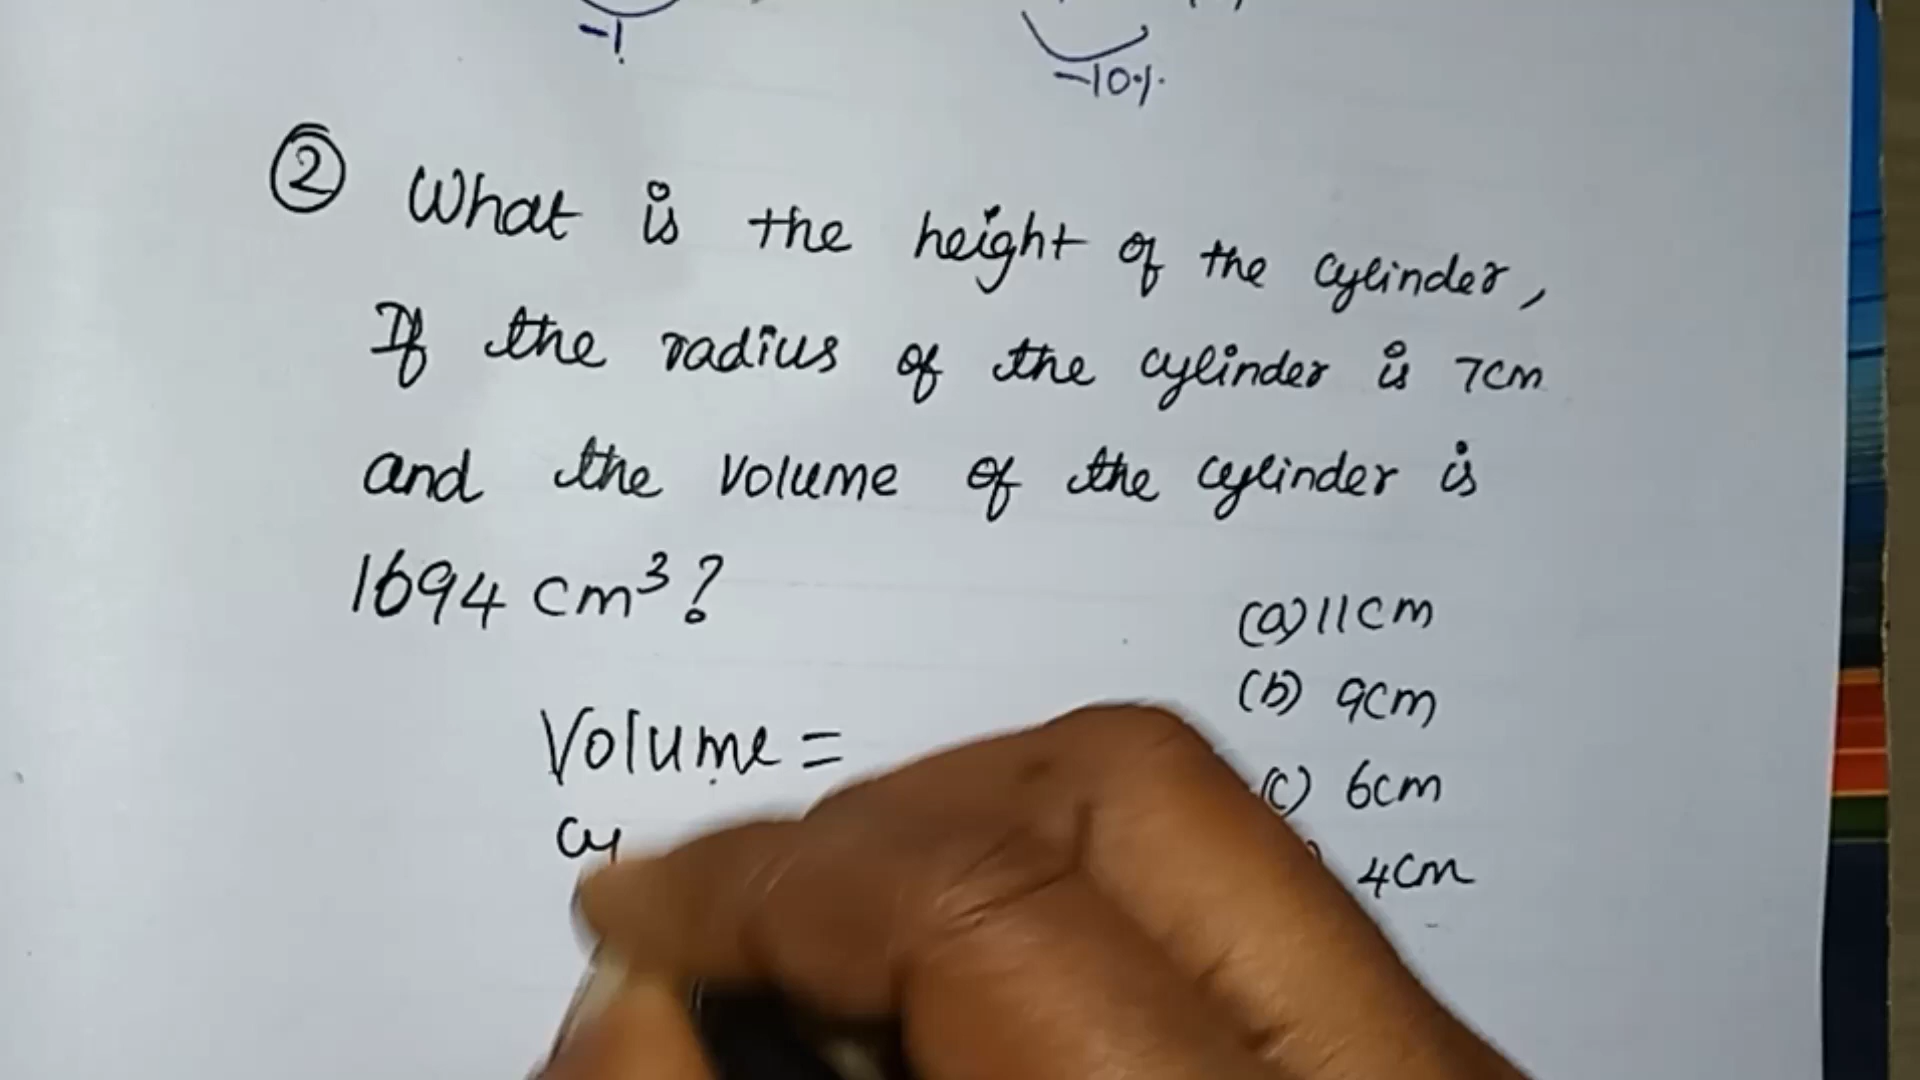 -1
-10%
② What is the height of the cylinder,
If the radius of the cylinder is 7cm
and the volume of the cylinder is
1694 cm³?
(a) 11cm
(b) 9cm
(c) 6cm
4cm
Volume =
cy